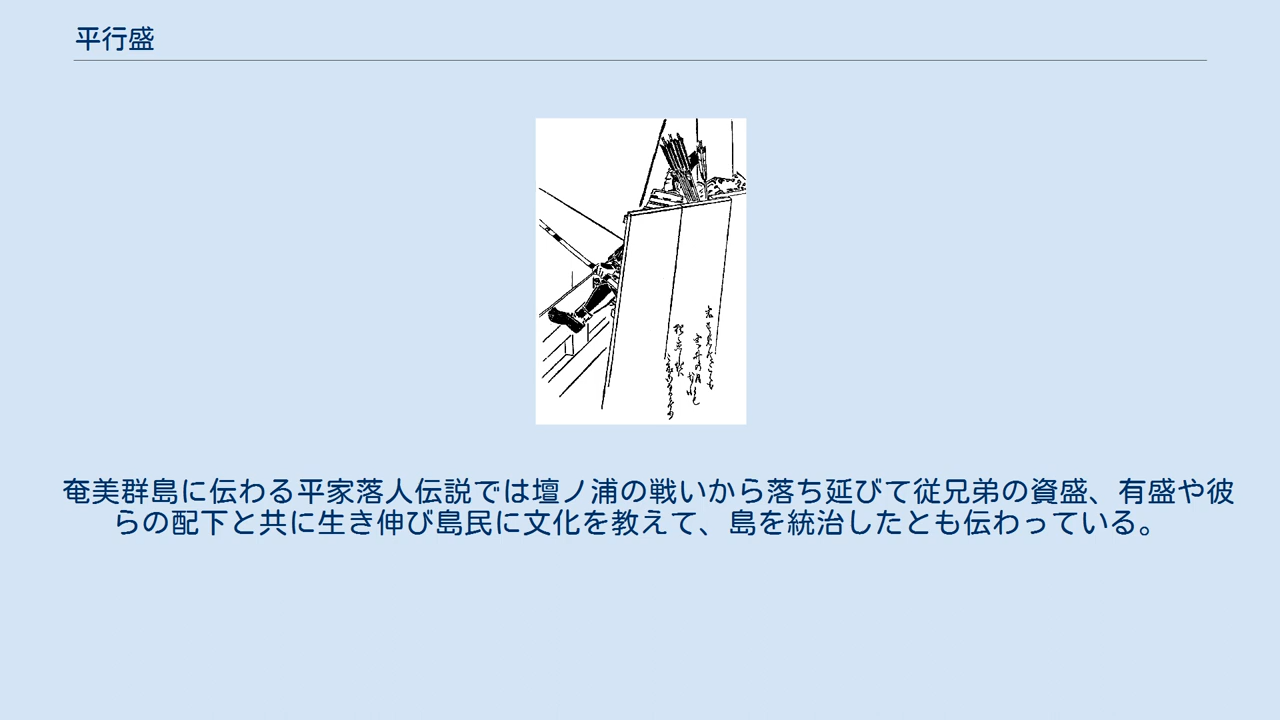 平行盛
奄美群島に伝わる平家落人伝説では壇ノ浦の戦いから落ち延びて従兄弟の資盛、有盛や彼
らの配下と共に生き伸び島民に文化を教えて、島を統治したとも伝わっている。